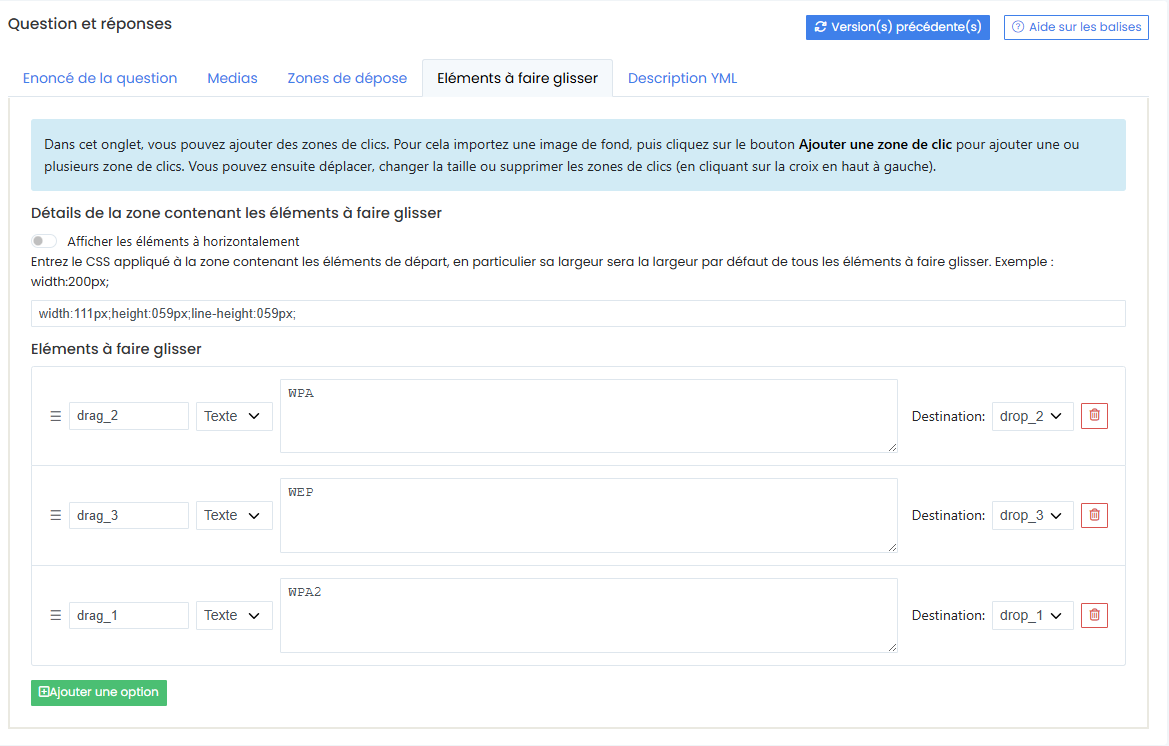 Question et réponses
Version(s) précédente(s)
Aide sur les balises
Enoncé de la question
Medias
Zones de dépose
Eléments à faire glisser
Description YML
Dans cet onglet, vous pouvez ajouter des zones de clics. Pour cela importez une image de fond, puis cliquez sur le bouton Ajouter une zone de clic pour ajouter une ou
plusieurs zone de clics. Vous pouvez ensuite déplacer, changer la taille ou supprimer les zones de clics (en cliquant sur la croix en haut à gauche).
Détails de la zone contenant les éléments à faire glisser
Afficher les éléments à horizontalement
Entrez le CSS appliqué à la zone contenant les éléments de départ, en particulier sa largeur sera la largeur par défaut de tous les éléments à faire glisser. Exemple :
width:200px;
width:111px;height:059px;line-height:059px;
Eléments à faire glisser
drag_2
Texte
WPA
Destination:
drop_2
drag_3
Texte
WEP
Destination:
drop_3
drag_1
Texte
WPA2
Destination:
drop_1
Ajouter une option